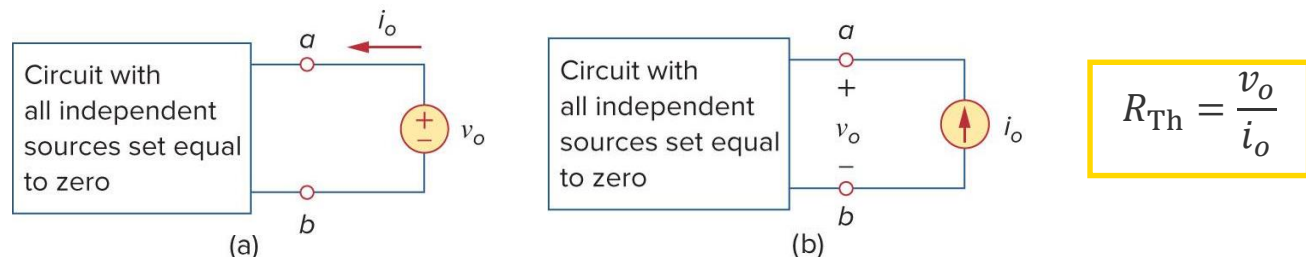 i_o
a
Circuit with
all independent
sources set equal
to zero
+
−
v_o
b
(a)
a
Circuit with
all independent
sources set equal
to zero
+
v_o
−
i_o
b
(b)
R_Th = v_o / i_o